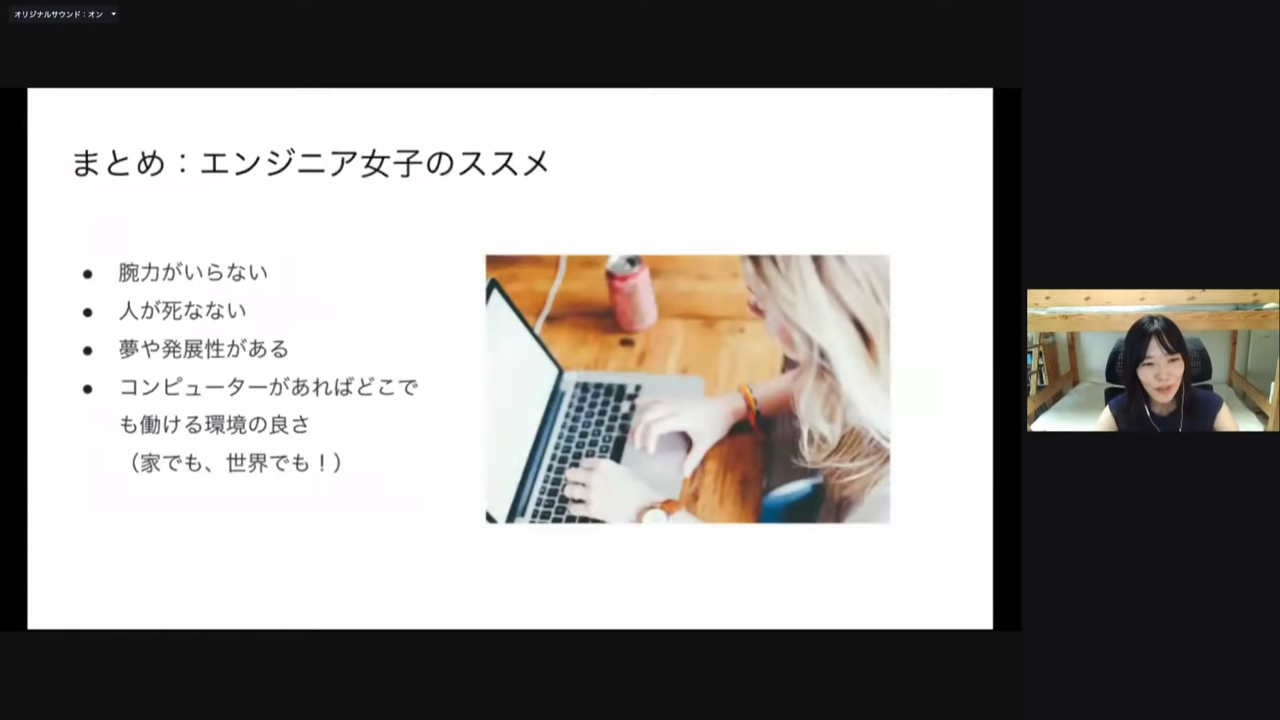 オリジナルサウンド：オン
まとめ：エンジニア女子のススメ
● 腕力がいらない
● 人が死なない
● 夢や発展性がある
● コンピューターがあればどこで
も働ける環境の良さ
（家でも、世界でも！）